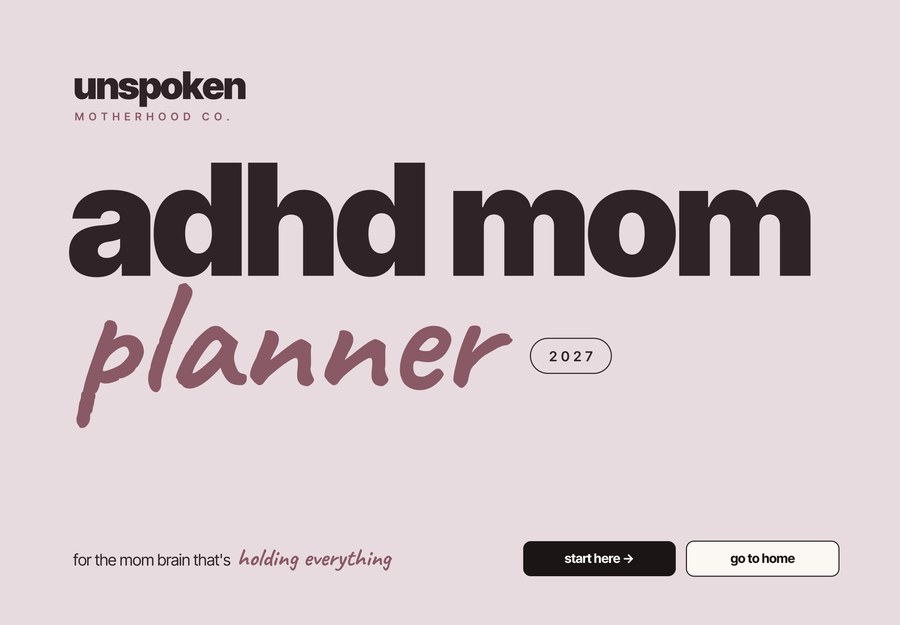 unspoken
MOTHERHOOD CO.
adhd mom
planner 2027
for the mom brain that's holding everything
start here →
go to home